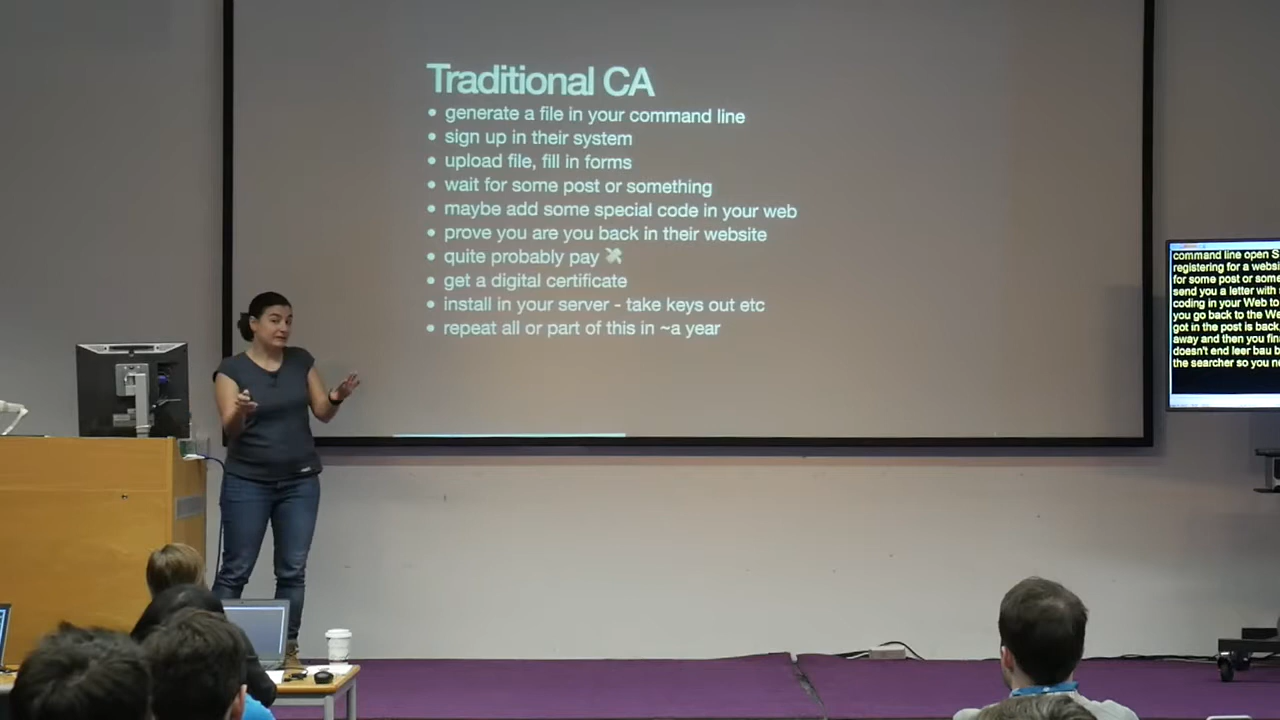 Traditional CA
• generate a file in your command line
• sign up in their system
• upload file, fill in forms
• wait for some post or something
• maybe add some special code in your web
• prove you are you back in their website
• quite probably pay 💸
• get a digital certificate
• install in your server - take keys out etc
• repeat all or part of this in ~a year
command line open S
registering for a websi
for some post or some
send you a letter with
coding in your Web to
you go back to the We
got in the post is back
away and then you fin
doesn't end leer bau b
the searcher so you n